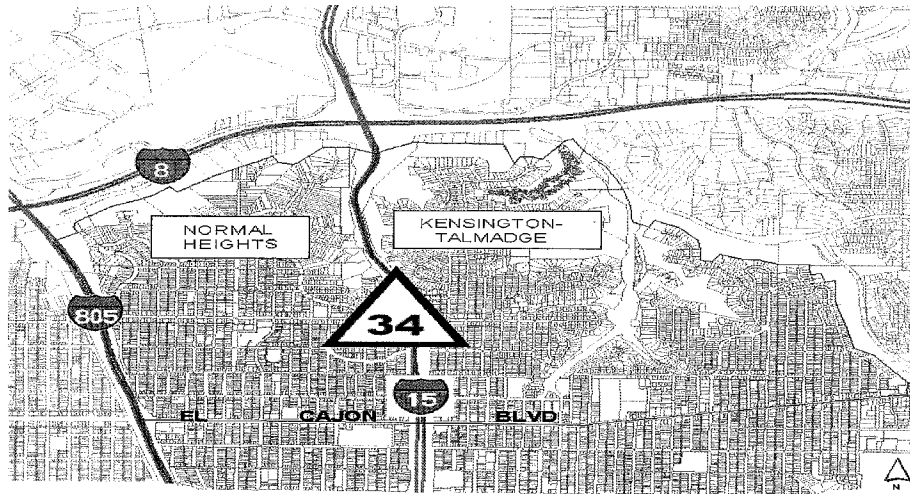 8
NORMAL
HEIGHTS
KENSINGTON-
TALMADGE
805
34
15
EL CAJON BLVD
N